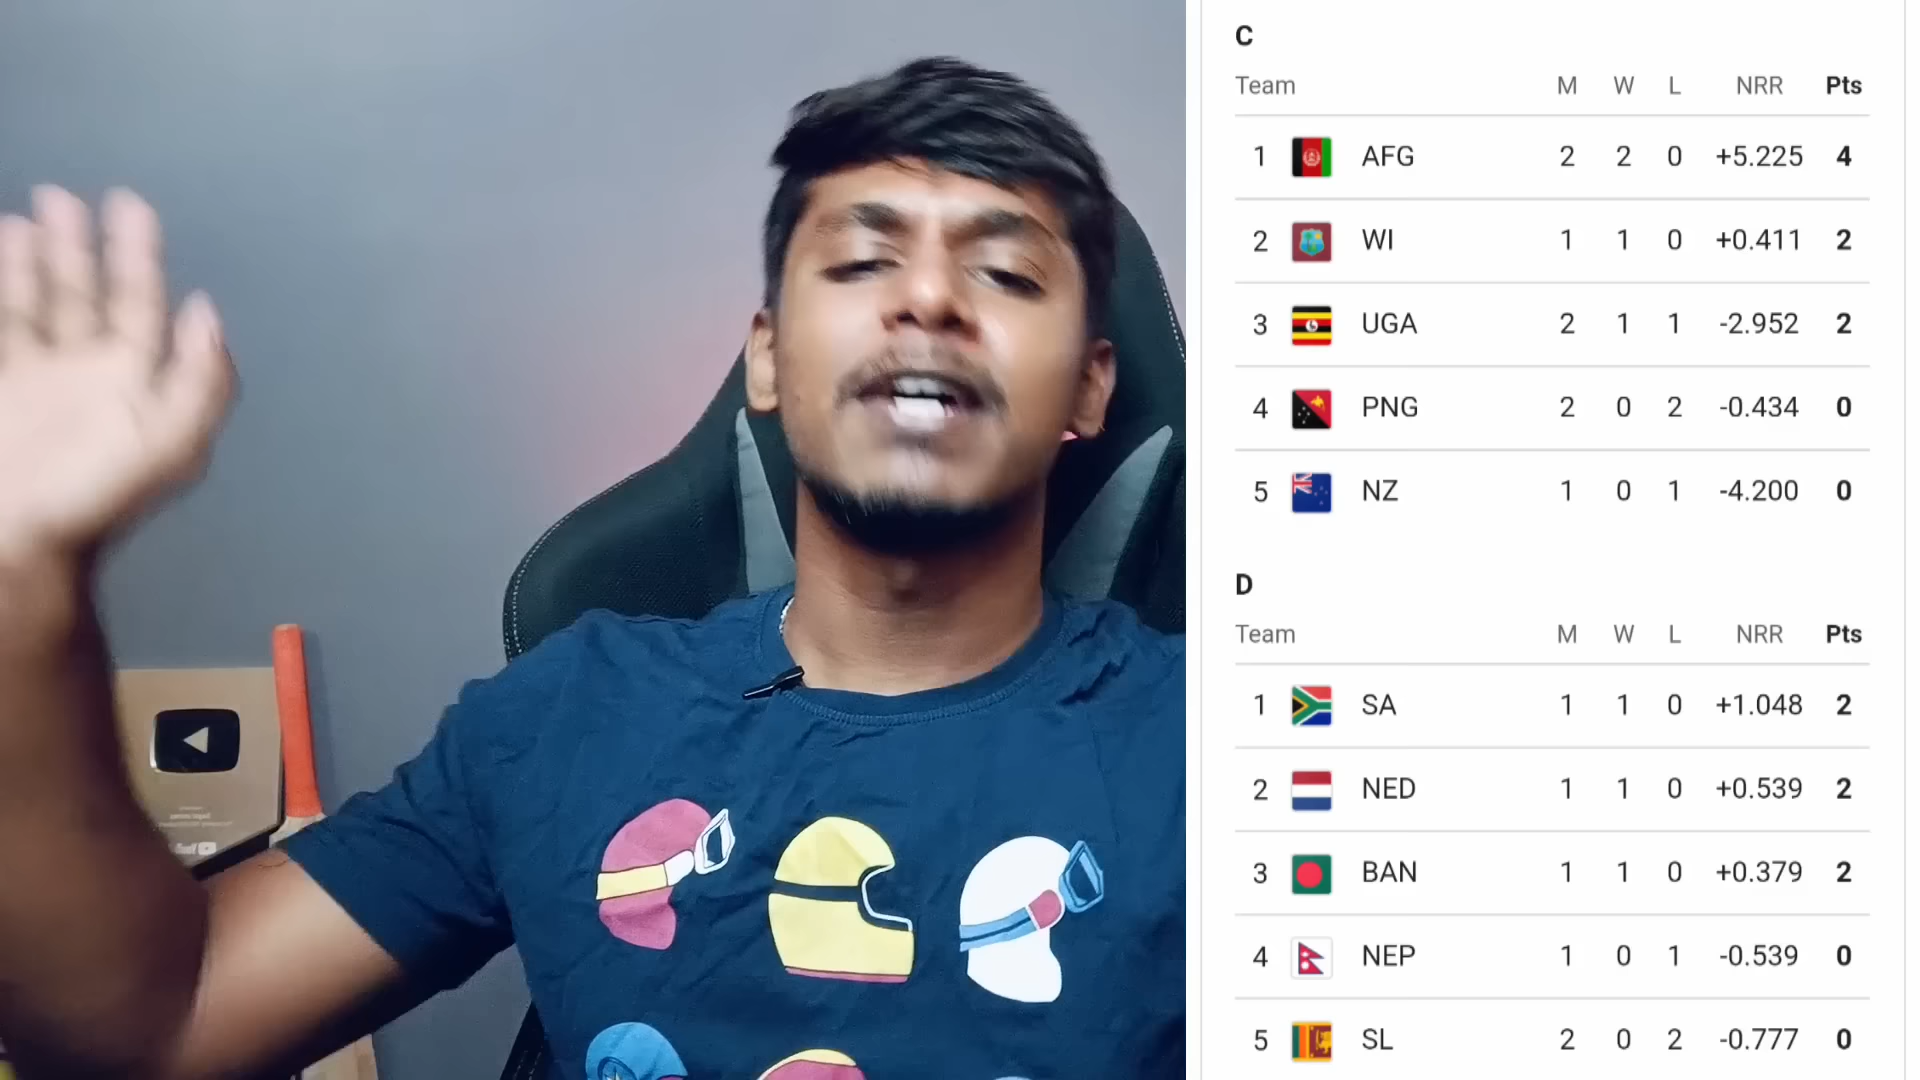 C
Team M W L NRR Pts
1 AFG 2 2 0 +5.225 4
2 WI 1 1 0 +0.411 2
3 UGA 2 1 1 -2.952 2
4 PNG 2 0 2 -0.434 0
5 NZ 1 0 1 -4.200 0
D
Team M W L NRR Pts
1 SA 1 1 0 +1.048 2
2 NED 1 1 0 +0.539 2
3 BAN 1 1 0 +0.379 2
4 NEP 1 0 1 -0.539 0
5 SL 2 0 2 -0.777 0